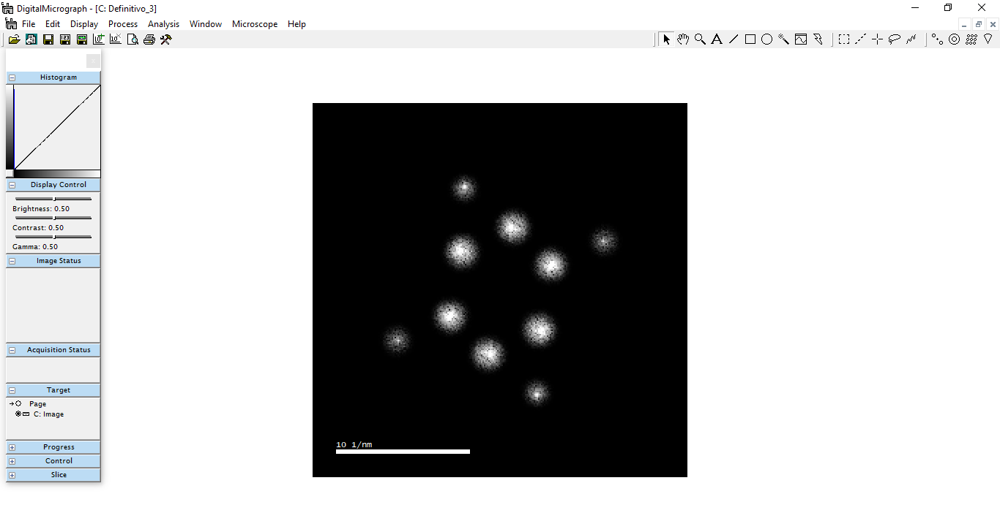 DigitalMicrograph - [C: Definitivo_3]
File Edit Display Process Analysis Window Microscope Help
Histogram
Display Control
Brightness: 0.50
Contrast: 0.50
Gamma: 0.50
Image Status
Acquisition Status
Target
Page
C: Image
Progress
Control
Slice
10 1/nm